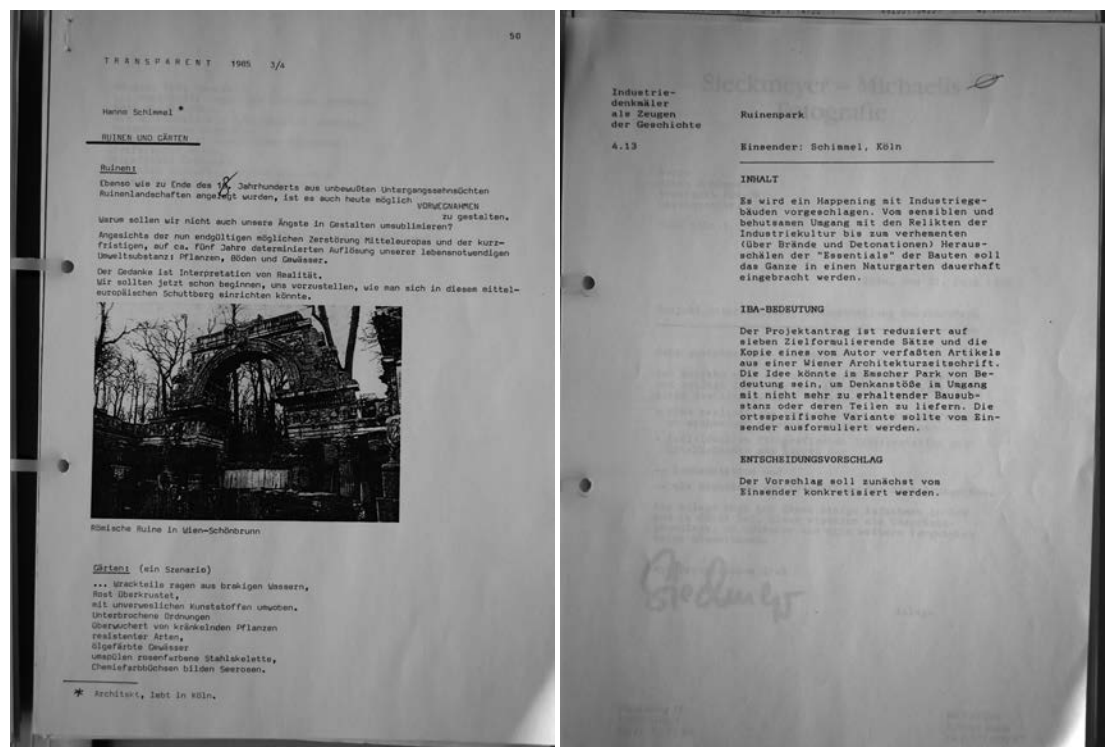 50
TRANSPARENT 1985 3/4
Hanno Schimmel *
RUINEN UND GÄRTEN
Ruinen:
Ebenso wie zu Ende des 18. Jahrhunderts aus unbewußten Untergangssehnsüchten
Ruinenlandschaften angelegt wurden, ist es auch heute möglich VORWEGNAHMEN
zu gestalten.
Warum sollen wir nicht auch unsere Ängste in Gestalten umsublimieren?
Angesichts der nun endgültigen möglichen Zerstörung Mitteleuropas und der kurz-
fristigen, auf ca. fünf Jahre determinierten Auflösung unserer lebensnotwendigen
Umweltsubstanz: Pflanzen, Böden und Gewässer.
Der Gedanke ist Interpretation von Realität.
Wir sollten jetzt schon beginnen, uns vorzustellen, wie man sich in diesem mittel-
europäischen Schuttberg einrichten könnte.
Römische Ruine in Wien-Schönbrunn
Gärten: (ein Szenario)
... Wrackteile ragen aus brakigen Wassern,
Rost überkrustet,
mit unverweslichen Kunststoffen umwoben.
Unterbrochene Ordnungen
überwuchert von kränkelnden Pflanzen
resistenter Arten,
ölgefärbte Gewässer
umspülen rosenfarbene Stahlskelette,
Chemiefarbbüchsen bilden Seerosen.
* Architekt, lebt in Köln.
Steckmeyer - Michaelis
Fotografie
Industrie-
denkmäler
als Zeugen
der Geschichte
Ruinenpark
4.13
Einsender: Schimmel, Köln
INHALT
Es wird ein Happening mit Industriege-
bäuden vorgeschlagen. Vom sensiblen und
behutsamen Umgang mit den Relikten der
Industriekultur bis zum verhementen
(über Brände und Detonationen) Heraus-
schälen der "Essentials" der Bauten soll
das Ganze in einen Naturgarten dauerhaft
eingebracht werden.
IBA-BEDEUTUNG
Der Projektantrag ist reduziert auf
sieben Zielformulierende Sätze und die
Kopie eines vom Autor verfaßten Artikels
aus einer Wiener Architekturzeitschrift.
Die Idee könnte im Emscher Park von Be-
deutung sein, um Denkanstöße im Umgang
mit nicht mehr zu erhaltender Bausub-
stanz oder deren Teilen zu liefern. Die
ortsspezifische Variante sollte vom Ein-
sender ausformuliert werden.
ENTSCHEIDUNGSVORSCHLAG
Der Vorschlag soll zunächst vom
Einsender konkretisiert werden.